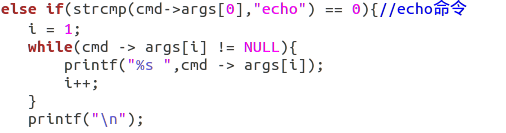 else if(strcmp(cmd->args[0],"echo") == 0){//echo命令
i = 1;
while(cmd -> args[i] != NULL){
printf("%s ",cmd -> args[i]);
i++;
}
printf("\n");